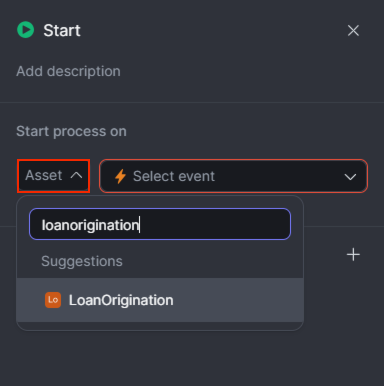 Start
Add description
Start process on
Asset
Select event
loanorigination
Suggestions
Lo LoanOrigination